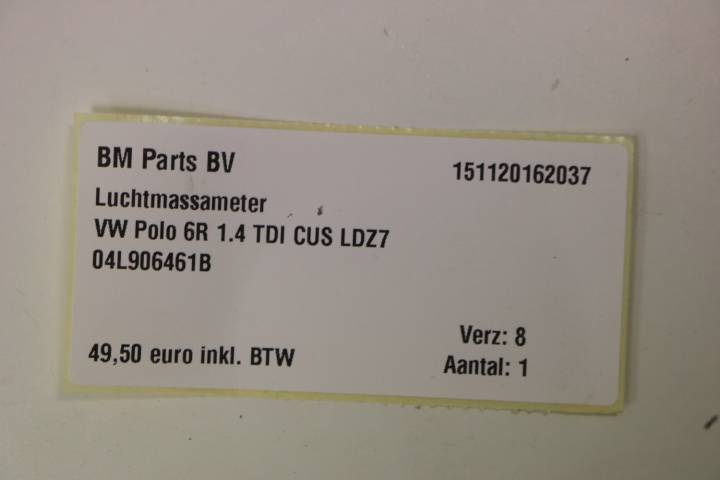 BM Parts BV
151120162037
Luchtmassameter
VW Polo 6R 1.4 TDI CUS LDZ7
04L906461B
Verz: 8
49,50 euro inkl. BTW
Aantal: 1